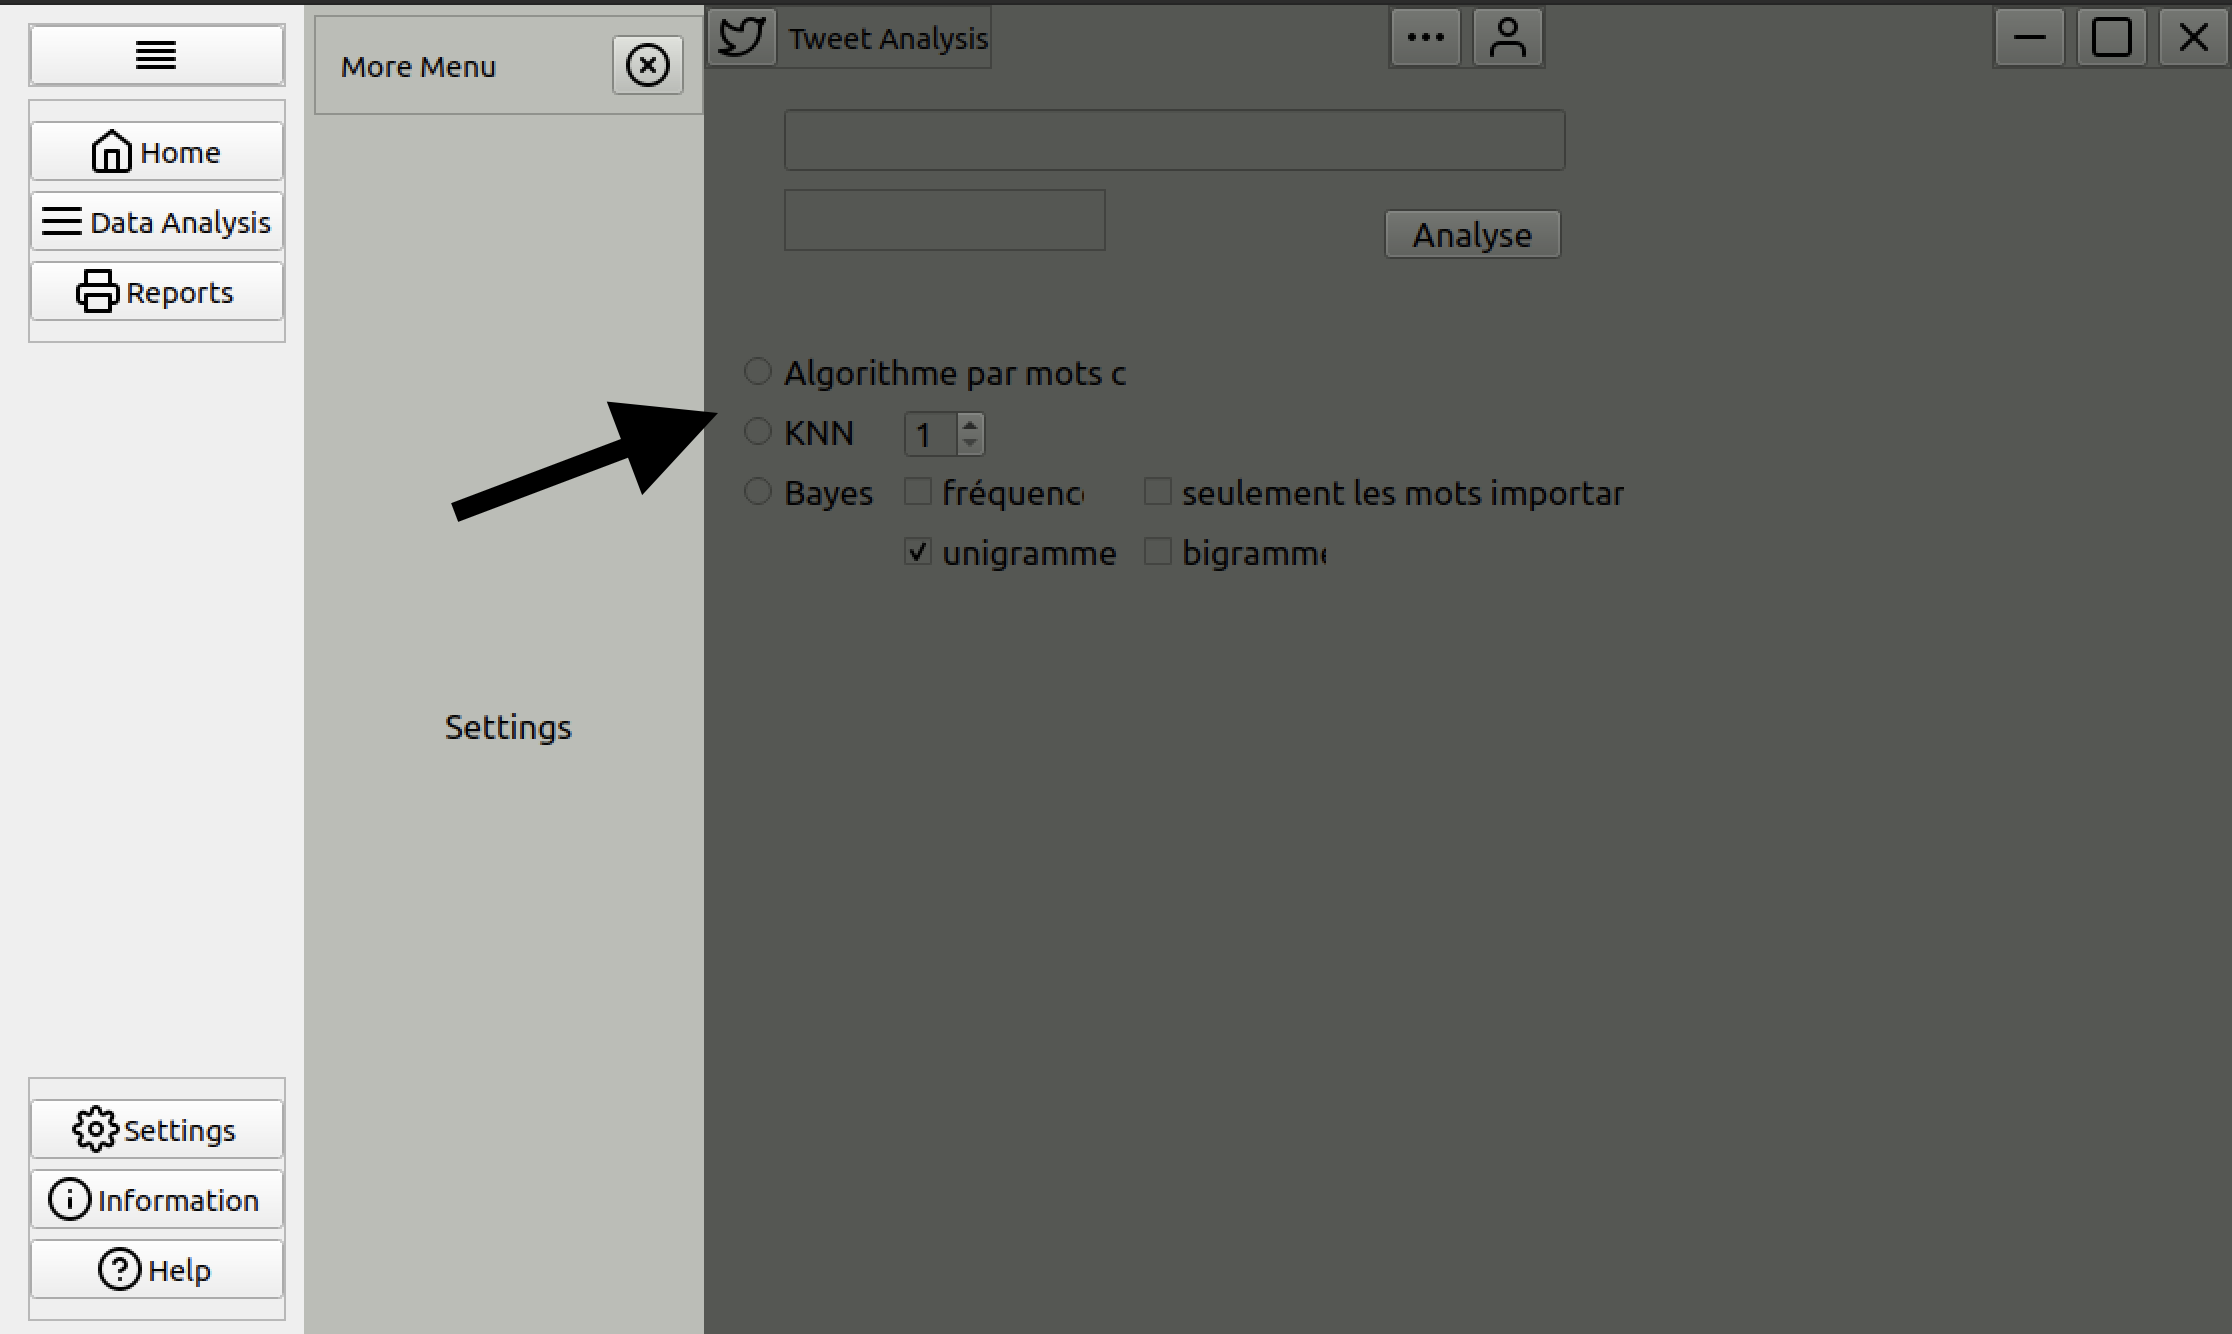 More Menu
Tweet Analysis
Home
Data Analysis
Reports
Analyse
Algorithme par mots c
KNN 1
Bayes fréquenc seulement les mots importar
unigramme bigramme
Settings
Settings
Information
Help